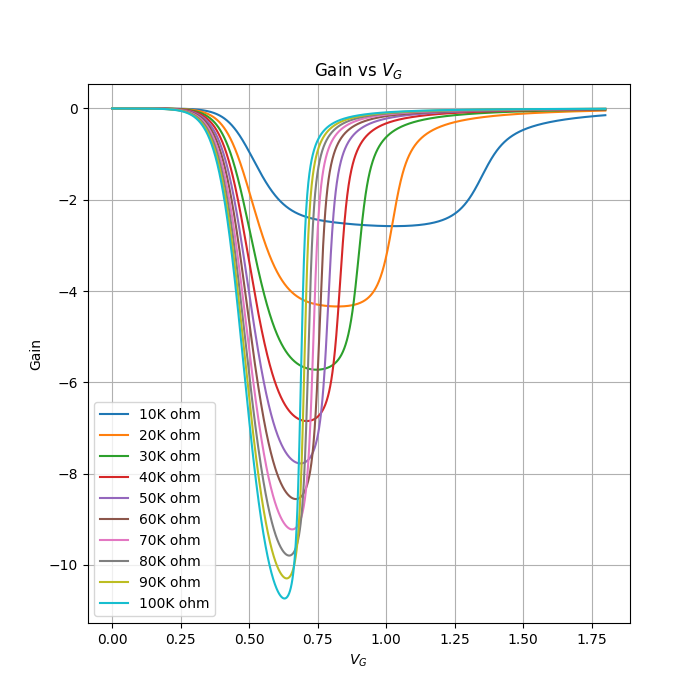 Gain vs V_G
0
−2
−4
−6
−8
−10
Gain
10K ohm
20K ohm
30K ohm
40K ohm
50K ohm
60K ohm
70K ohm
80K ohm
90K ohm
100K ohm
0.00 0.25 0.50 0.75 1.00 1.25 1.50 1.75
V_G